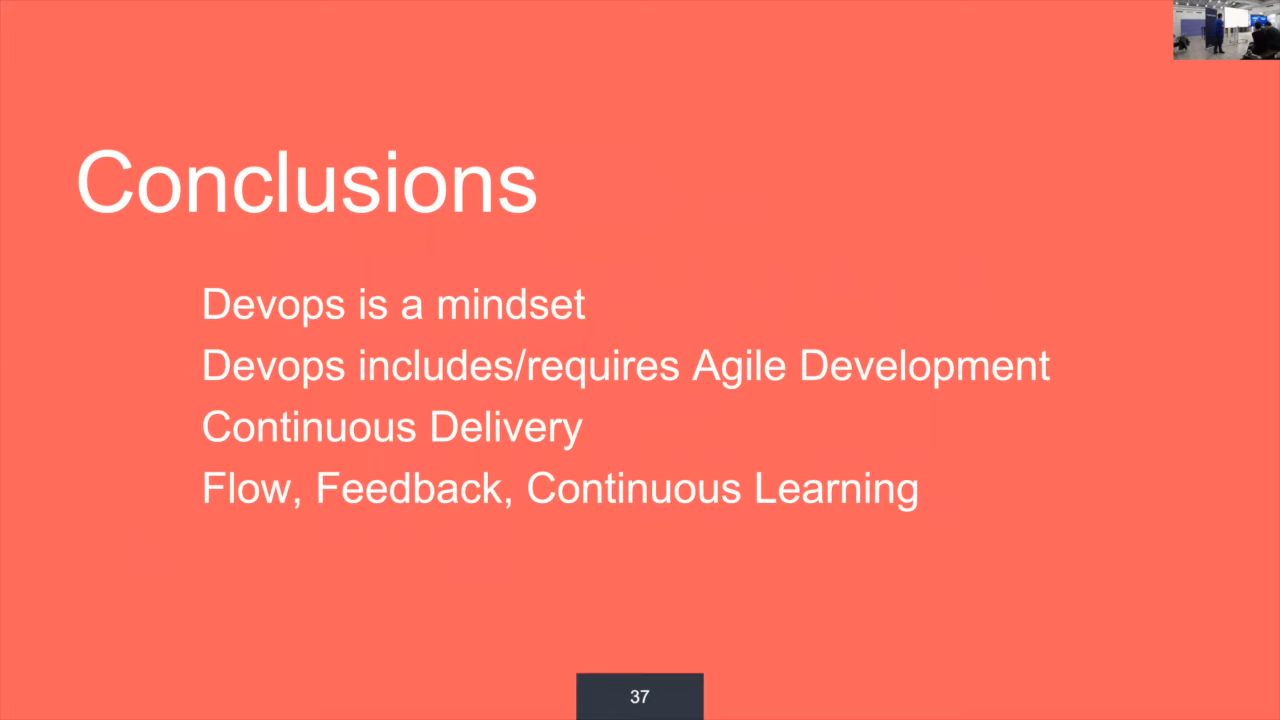 Conclusions
Devops is a mindset
Devops includes/requires Agile Development
Continuous Delivery
Flow, Feedback, Continuous Learning
37